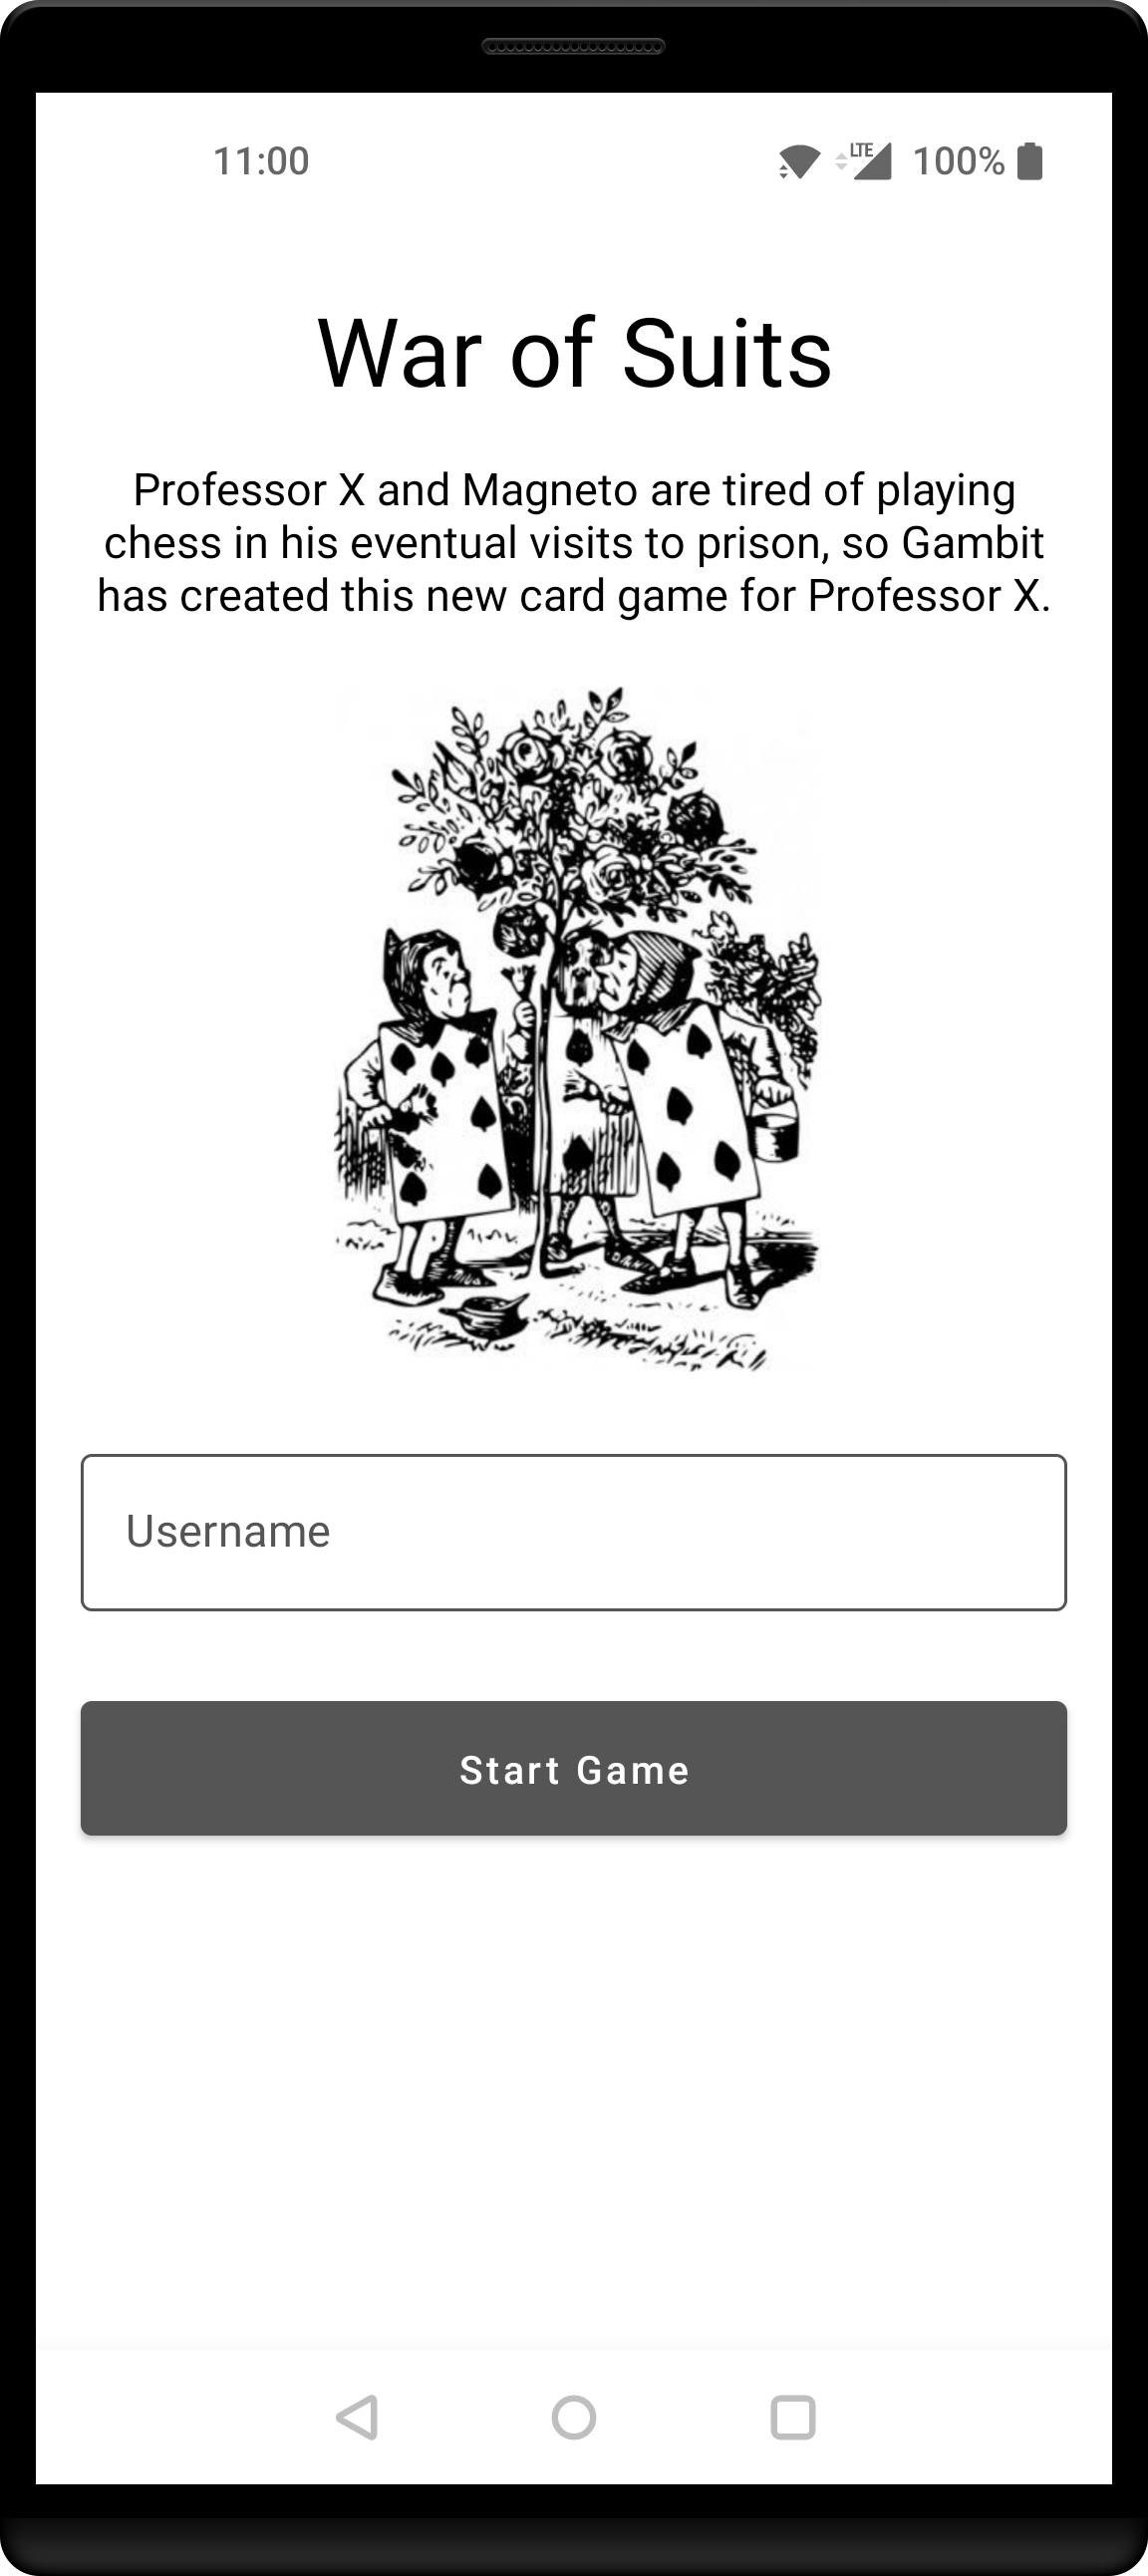 11:00
LTE 100%
War of Suits
Professor X and Magneto are tired of playing
chess in his eventual visits to prison, so Gambit
has created this new card game for Professor X.
Username
Start Game